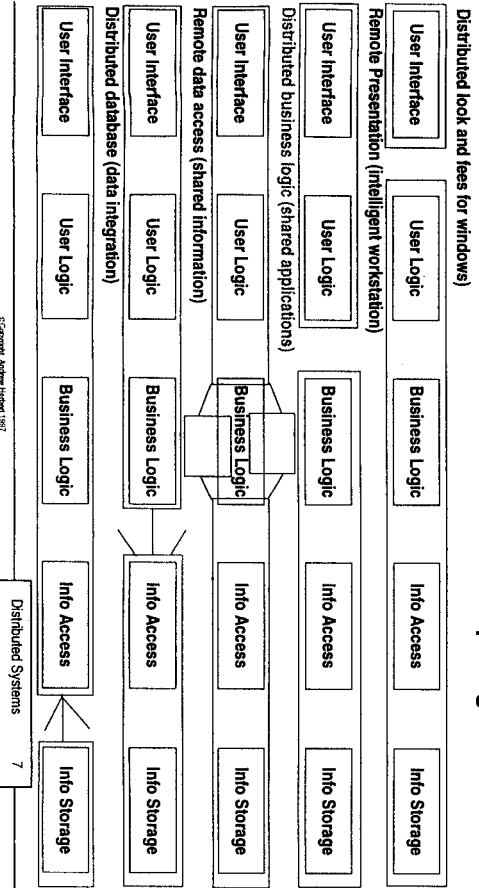 Distributed look and fees for windows)
User Interface User Logic Business Logic Info Access Info Storage
Remote Presentation (intelligent workstation)
User Interface User Logic Business Logic Info Access Info Storage
Distributed business logic (shared applications)
User Interface User Logic Business Logic Info Access Info Storage
Remote data access (shared information)
User Interface User Logic Business Logic Info Access Info Storage
Distributed database (data integration)
User Interface User Logic Business Logic Info Access Info Storage
©Copyright Andrew Herbert 1997
Distributed Systems 7